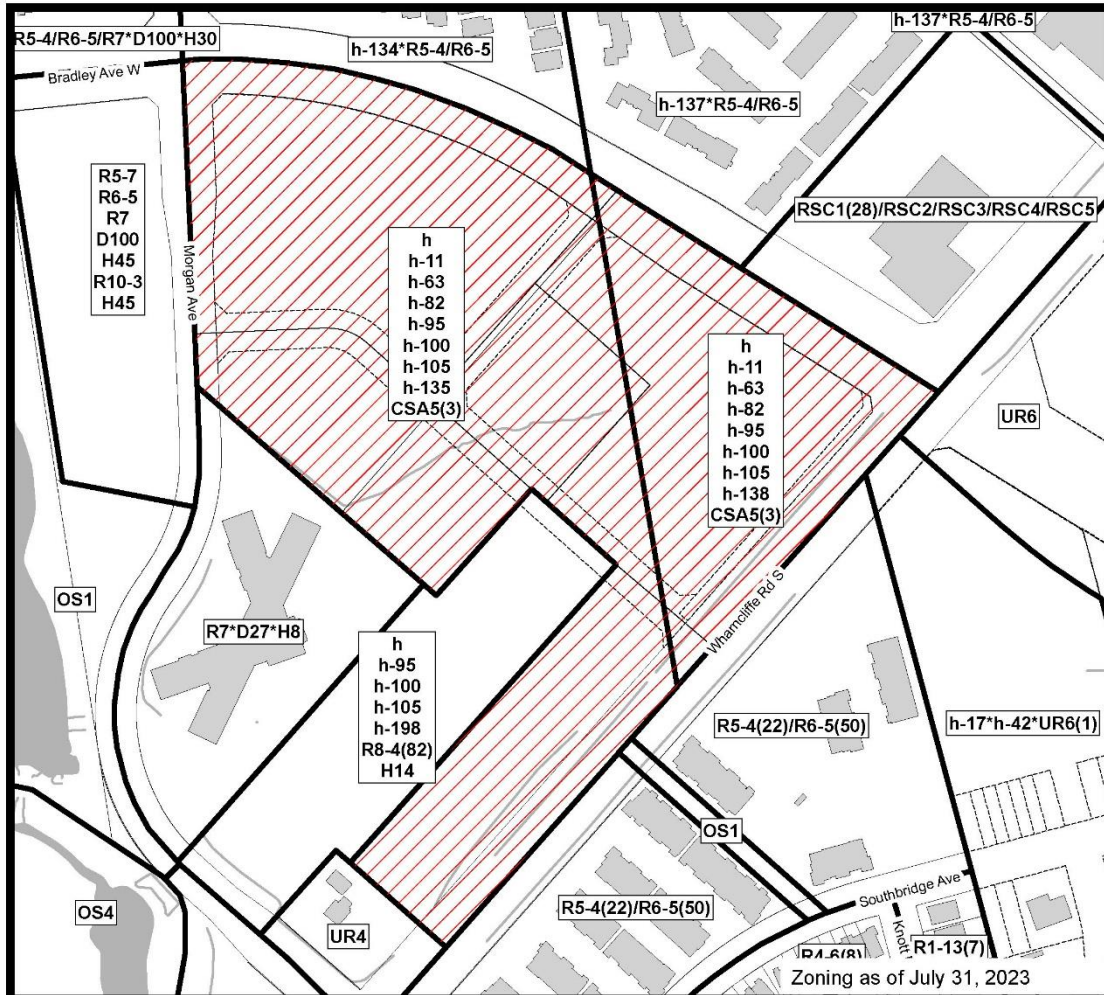 R5-4/R6-5/R7*D100*H30
h-134*R5-4/R6-5
h-137*R5-4/R6-5
Bradley Ave W
h-137*R5-4/R6-5
R5-7
R6-5
R7
D100
H45
R10-3
H45
RSC1(28)/RSC2/RSC3/RSC4/RSC5
Morgan Ave
h
h-11
h-63
h-82
h-95
h-100
h-105
h-135
CSA5(3)
h
h-11
h-63
h-82
h-95
h-100
h-105
h-138
CSA5(3)
UR6
OS1
R7*D27*H8
Wharncliffe Rd S
h
h-95
h-100
h-105
h-198
R8-4(82)
H14
R5-4(22)/R6-5(50)
h-17*h-42*UR6(1)
OS1
OS4
UR4
R5-4(22)/R6-5(50)
Southbridge Ave
Knott
R4-6(8)
R1-13(7)
Zoning as of July 31, 2023